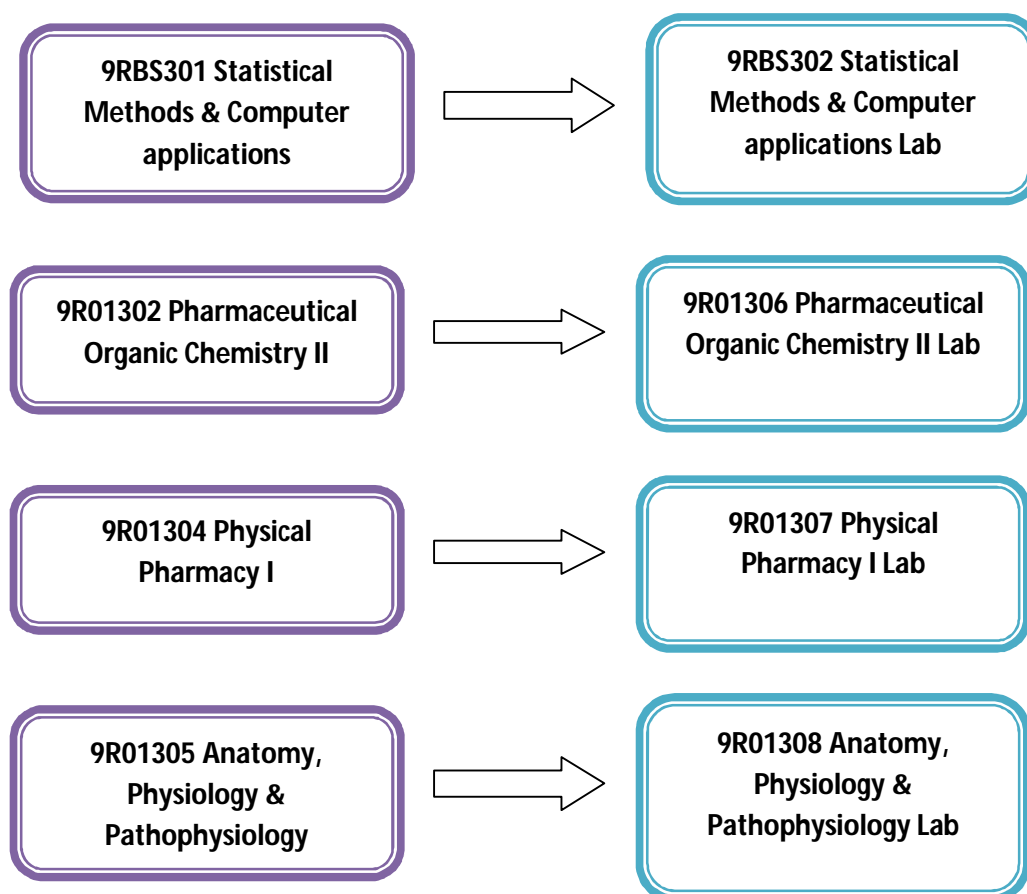 9RBS301 Statistical
Methods & Computer
applications
9RBS302 Statistical
Methods & Computer
applications Lab
9R01302 Pharmaceutical
Organic Chemistry II
9R01306 Pharmaceutical
Organic Chemistry II Lab
9R01304 Physical
Pharmacy I
9R01307 Physical
Pharmacy I Lab
9R01305 Anatomy,
Physiology &
Pathophysiology
9R01308 Anatomy,
Physiology &
Pathophysiology Lab